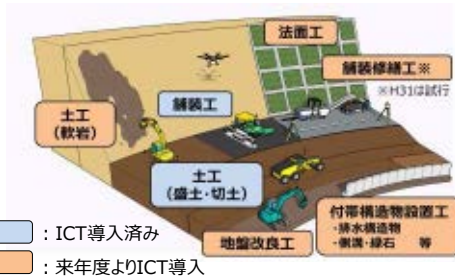 法面工
舗装修繕工※
※H31は試行
土工
(軟岩)
舗装工
土工
(盛土・切土)
付帯構造物設置工
・排水構造物
・側溝・縁石 等
地盤改良工
：ICT導入済み
：来年度よりICT導入